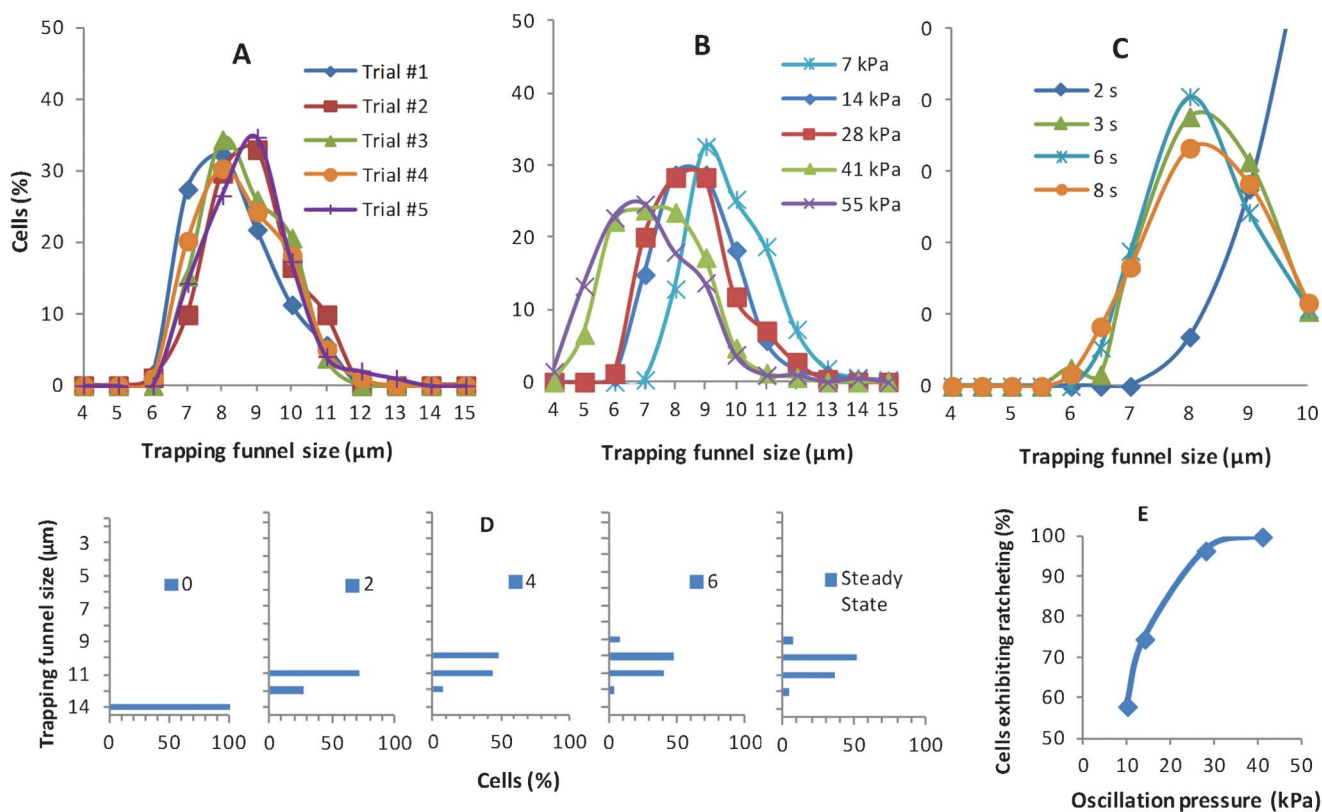 A
50
40
30
20
10
0
Cells (%)
Trial #1
Trial #2
Trial #3
Trial #4
Trial #5
4 5 6 7 8 9 10 11 12 13 14 15
Trapping funnel size (µm)
B
50
40
30
20
10
0
7 kPa
14 kPa
28 kPa
41 kPa
55 kPa
4 5 6 7 8 9 10 11 12 13 14 15
Trapping funnel size (µm)
C
0
0
0
0
0
0
2 s
3 s
6 s
8 s
4 5 6 7 8 9 10
Trapping funnel size (µm)
D
Trapping funnel size (µm)
3
5
7
9
11
14
0
0 50 100
2
0 50 100
4
0 50 100
6
0 50 100
Steady
State
0 50 100
Cells (%)
E
Cells exhibiting ratcheting (%)
100
90
80
70
60
50
0 10 20 30 40 50
Oscillation pressure (kPa)